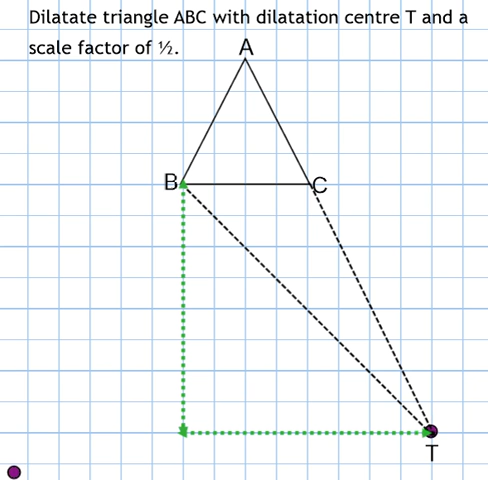 Dilatate triangle ABC with dilatation centre T and a
scale factor of ½.
A
B
C
T